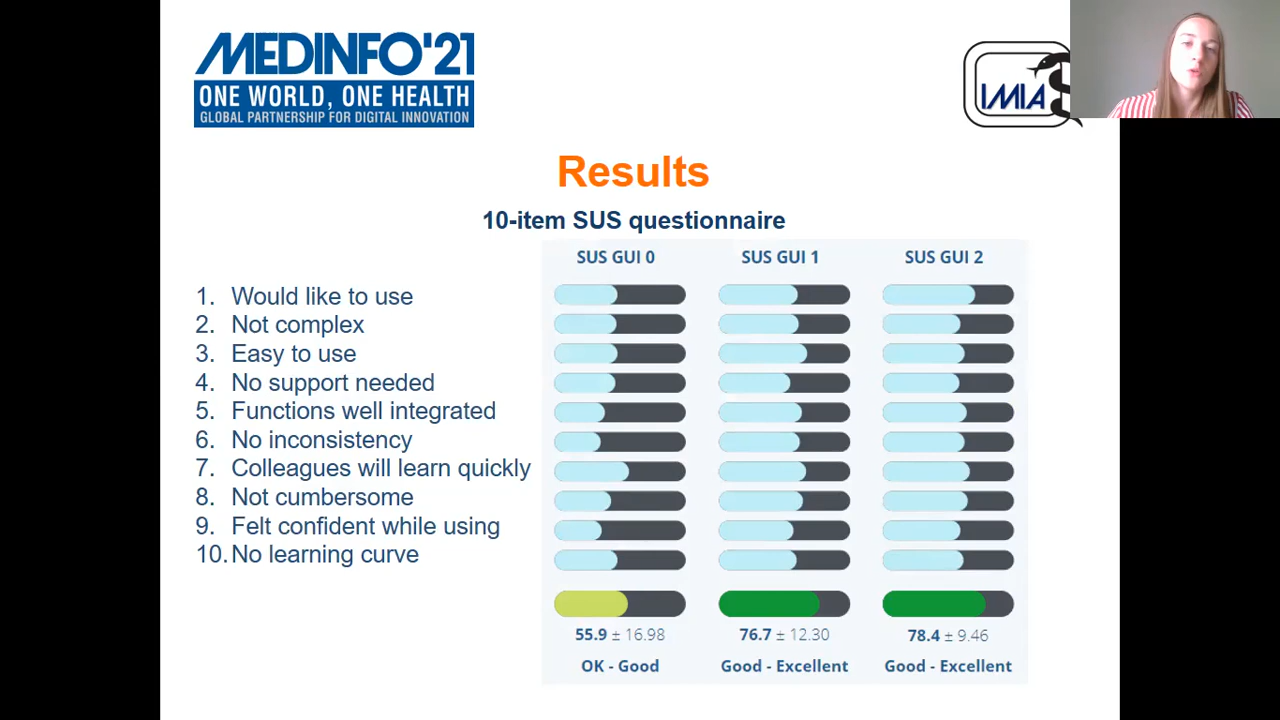 MEDINFO'21
ONE WORLD, ONE HEALTH
GLOBAL PARTNERSHIP FOR DIGITAL INNOVATION
IMIA
Results
10-item SUS questionnaire
SUS GUI 0 SUS GUI 1 SUS GUI 2
1. Would like to use
2. Not complex
3. Easy to use
4. No support needed
5. Functions well integrated
6. No inconsistency
7. Colleagues will learn quickly
8. Not cumbersome
9. Felt confident while using
10. No learning curve
55.9 ± 16.98 76.7 ± 12.30 78.4 ± 9.46
OK - Good Good - Excellent Good - Excellent